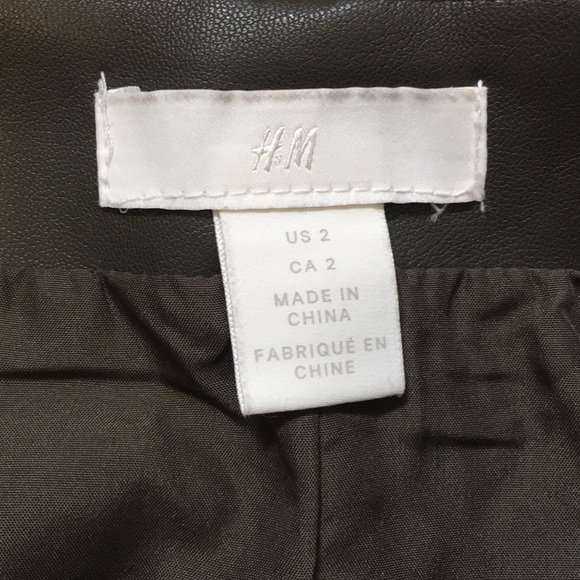 H&M
US 2
CA 2
MADE IN
CHINA
FABRIQUÉ EN
CHINE